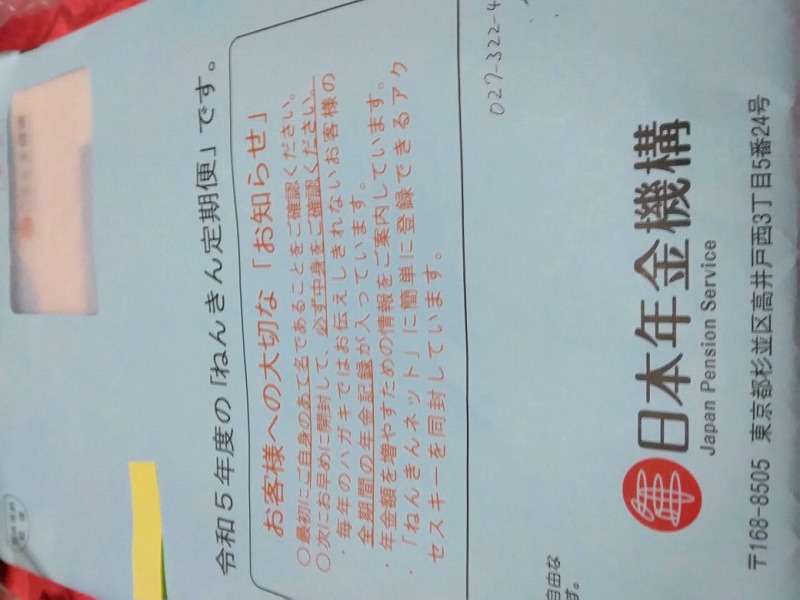 令和5年度の「ねんきん定期便」です。
お客様への大切な「お知らせ」
○最初にご自身のあて名であることをご確認ください。
○次にお早めに開封して、必ず中身をご確認ください。
・毎年のハガキではお伝えしきれないお客様の
全期間の年金記録が入っています。
・年金額を増やすための情報をご案内しています。
・「ねんきんネット」に簡単に登録できるアク
セスキーを同封しています。
027-322-4
自由な
す。
日本年金機構
Japan Pension Service
〒168-8505 東京都杉並区高井戸西3丁目5番24号